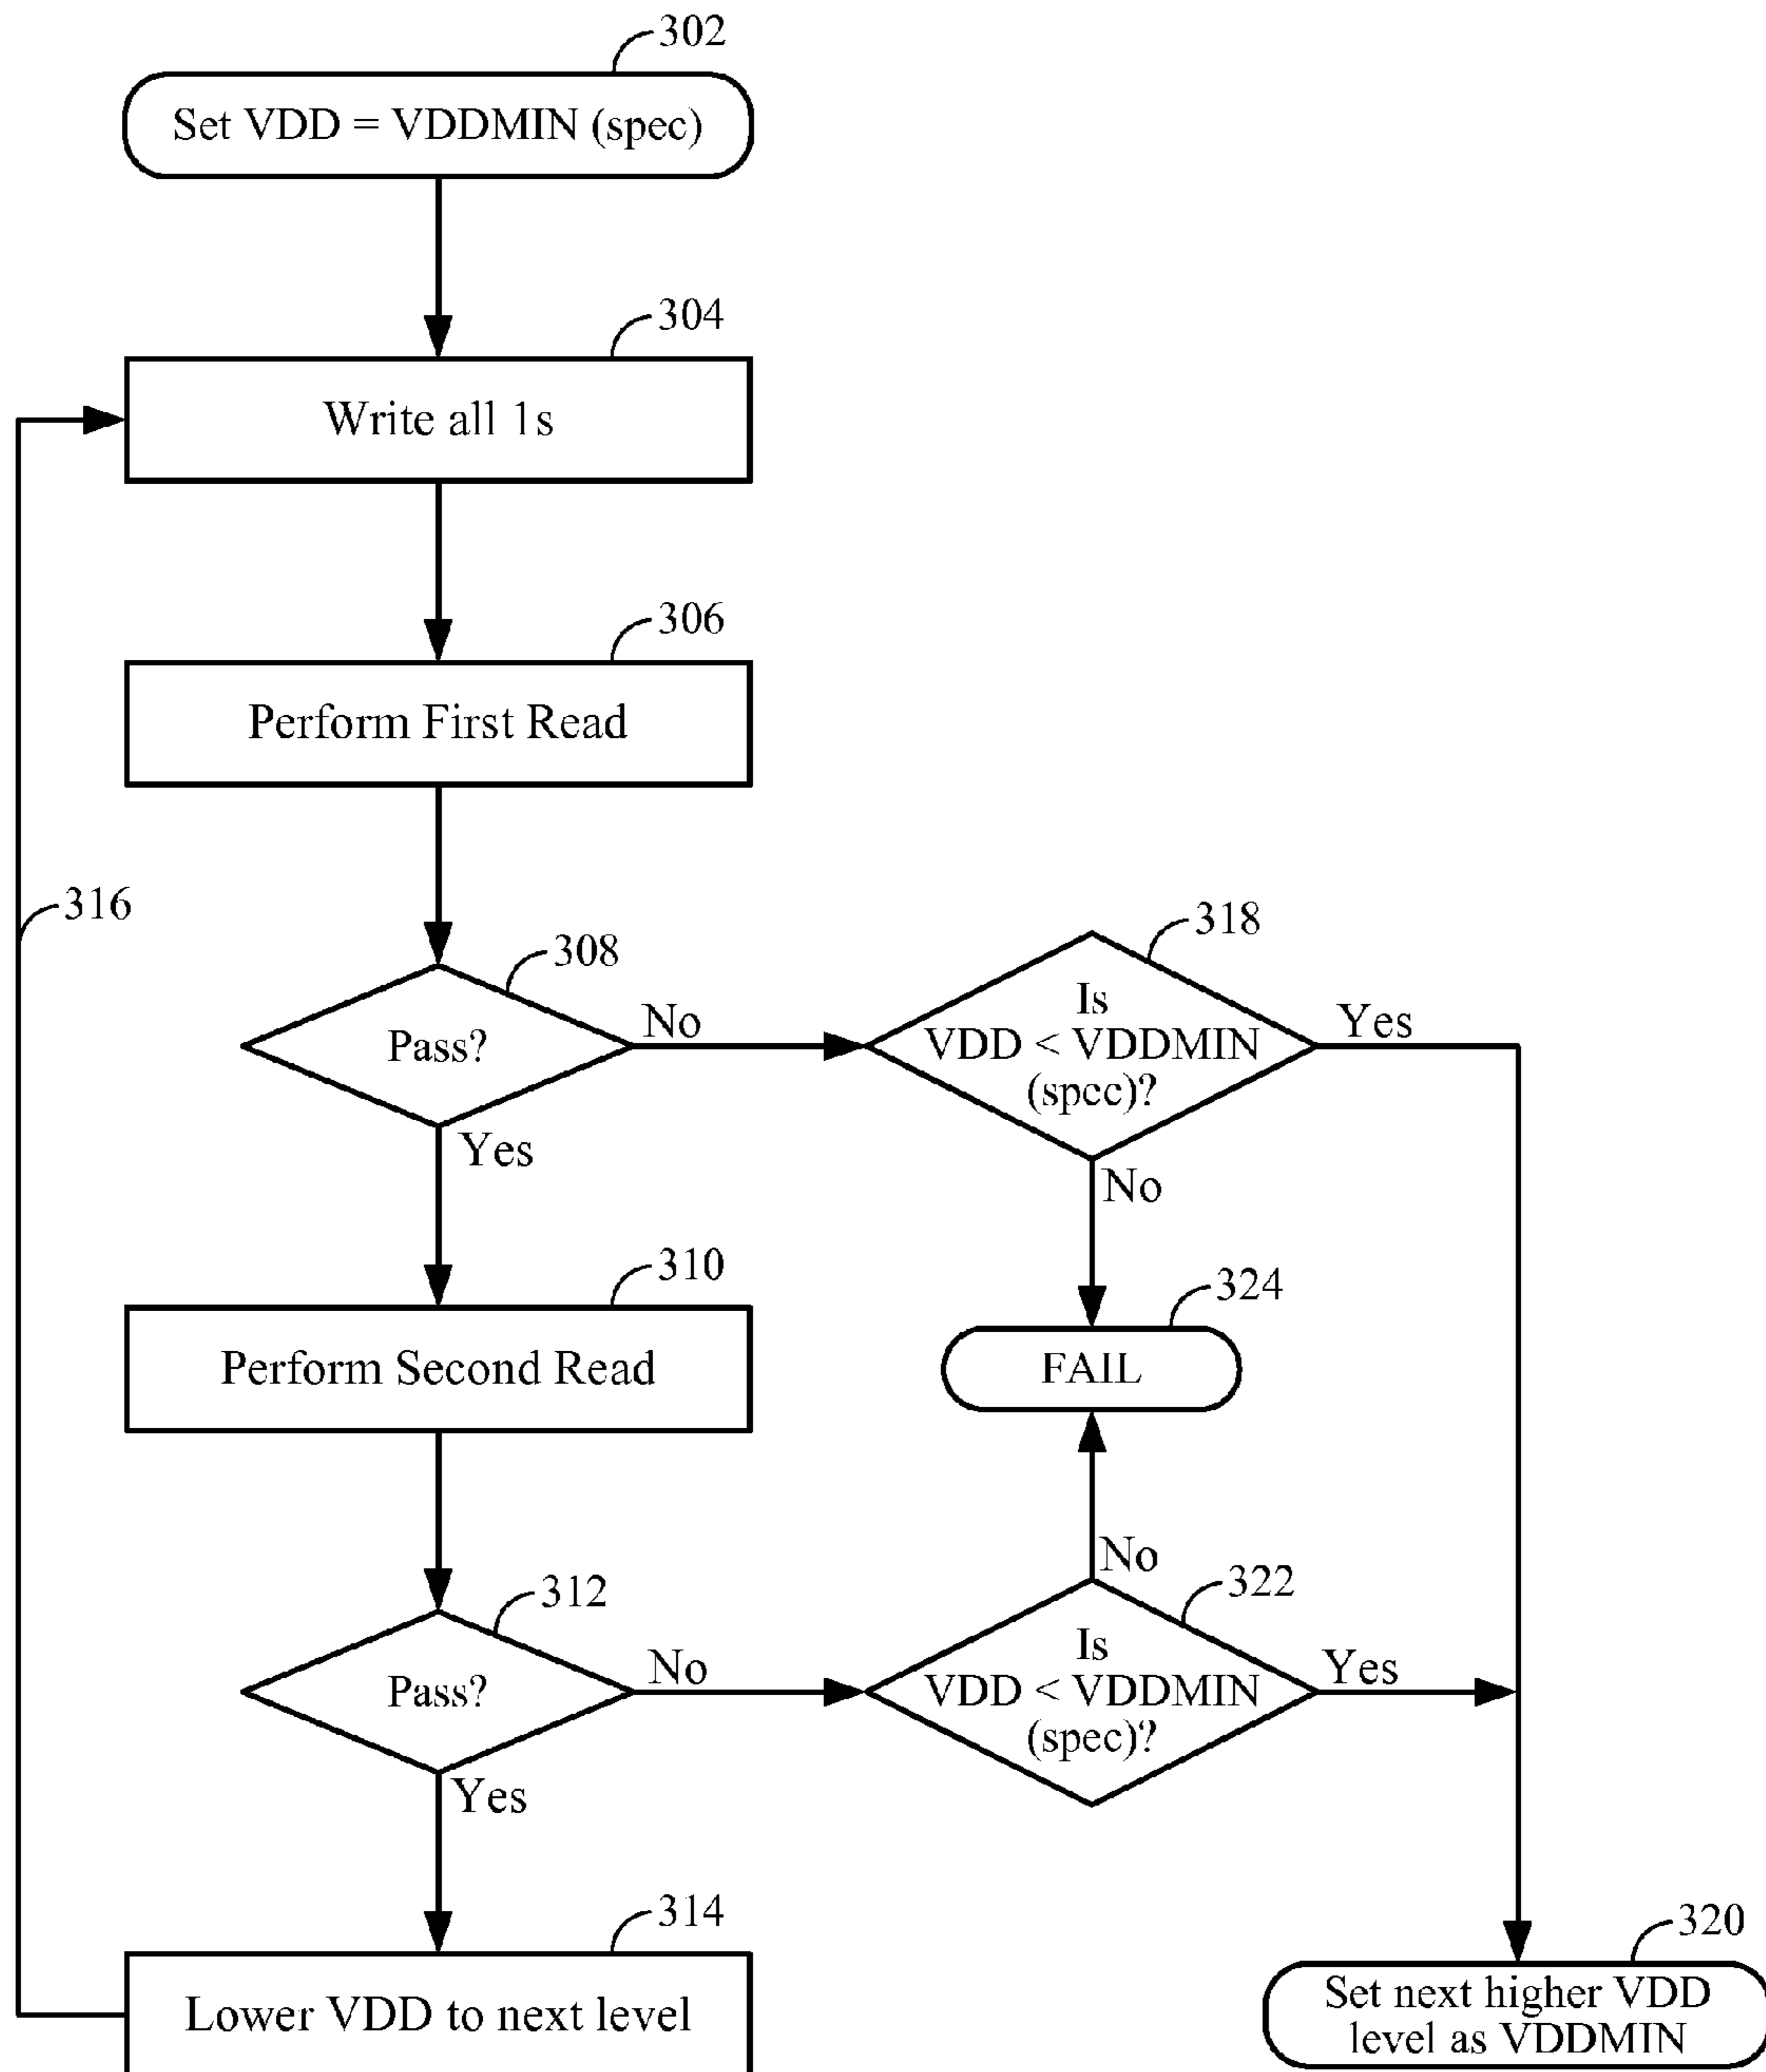 302
Set VDD = VDDMIN (spec)
304
Write all 1s
306
Perform First Read
316
308
Pass?
No
Yes
318
Is
VDD < VDDMIN
(spec)?
Yes
No
310
Perform Second Read
324
FAIL
312
Pass?
No
Yes
No
322
Is
VDD < VDDMIN
(spec)?
Yes
314
Lower VDD to next level
320
Set next higher VDD
level as VDDMIN